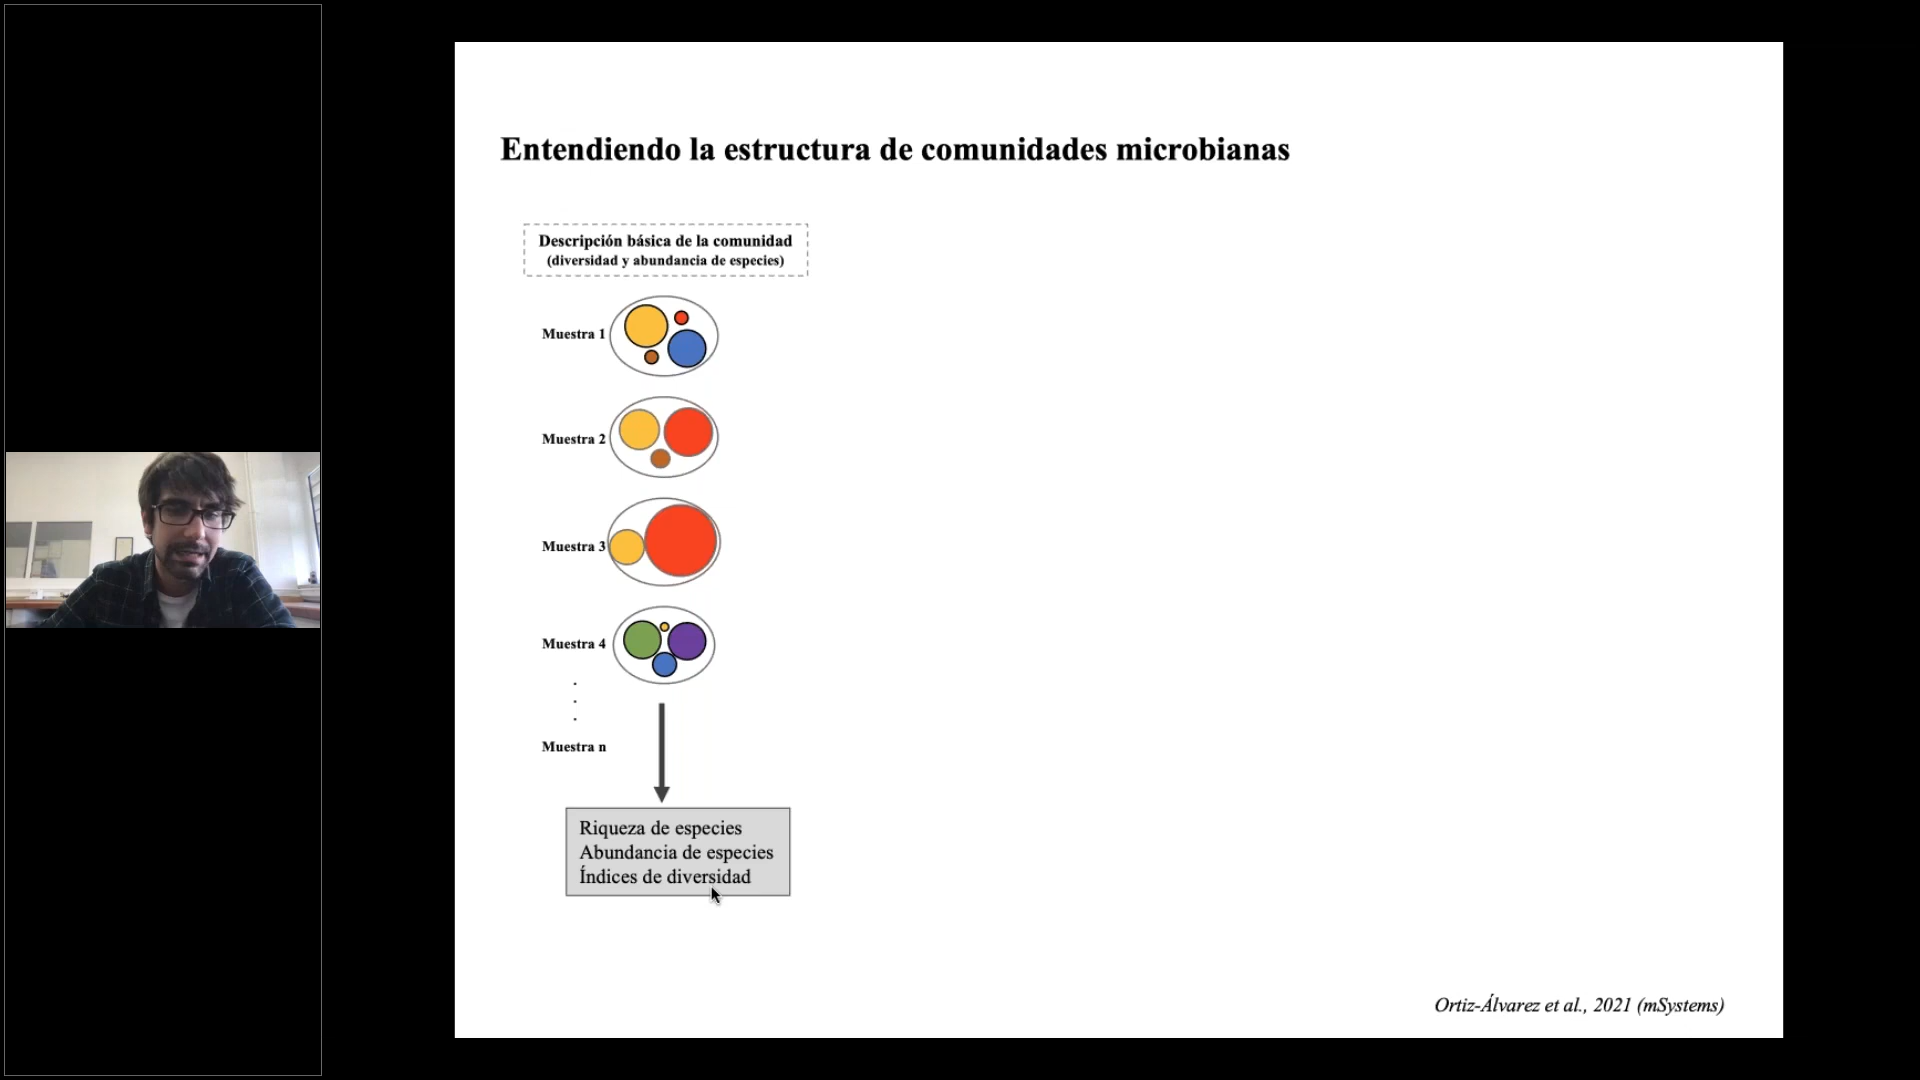 Entendiendo la estructura de comunidades microbianas
Descripción básica de la comunidad
(diversidad y abundancia de especies)
Muestra 1
Muestra 2
Muestra 3
Muestra 4
.
.
.
Muestra n
Riqueza de especies
Abundancia de especies
Índices de diversidad
Ortiz-Álvarez et al., 2021 (mSystems)